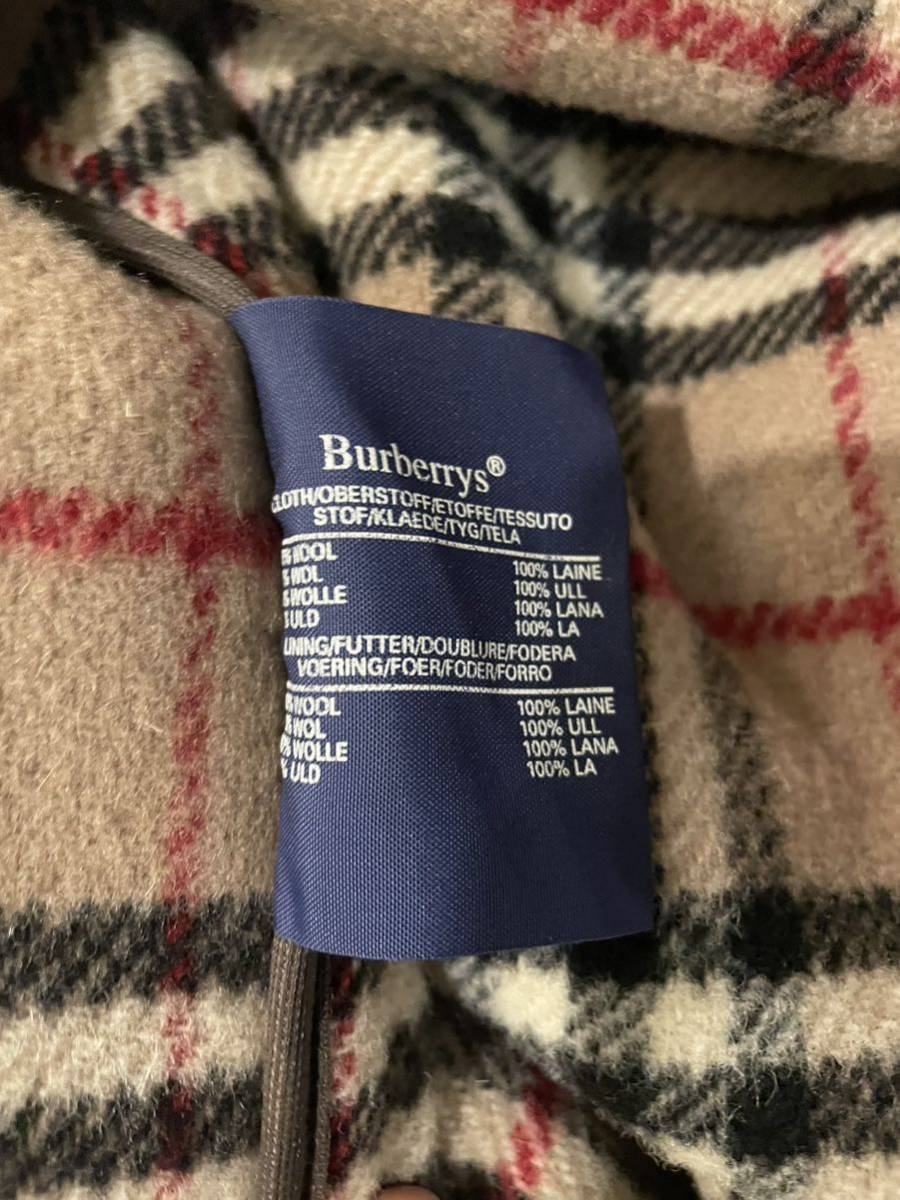 Burberrys®
CLOTH/OBERSTOFF/ETOFFE/TESSUTO
STOF/KLAEDE/TYG/TELA
% WOOL 100% LAINE
% WOL 100% ULL
% WOLLE 100% LANA
% ULD 100% LA
LINING/FUTTER/DOUBLURE/FODERA
VOERING/FOER/FODER/FORRO
% WOOL 100% LAINE
% WOL 100% ULL
% WOLLE 100% LANA
% ULD 100% LA